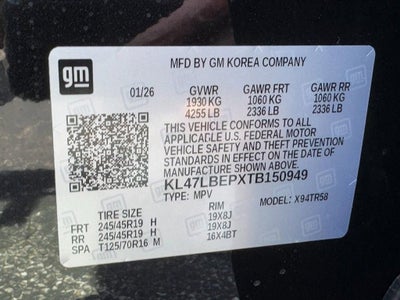 gm
MFD BY GM KOREA COMPANY
01/26 GVWR GAWR FRT GAWR RR
1930 KG 1060 KG 1060 KG
4255 LB 2336 LB 2336 LB
THIS VEHICLE CONFORMS TO ALL
APPLICABLE U.S. FEDERAL MOTOR
VEHICLE SAFETY AND THEFT PREVENTION
STANDARDS IN EFFECT ON THE DATE OF
MANUFACTURE SHOWN ABOVE.
KL47LBEPXTB150949
TYPE: MPV MODEL: X94TR58
TIRE SIZE RIM
FRT 245/45R19 H 19X8J
RR 245/45R19 H 19X8J
SPA T125/70R16 M 16X4BT